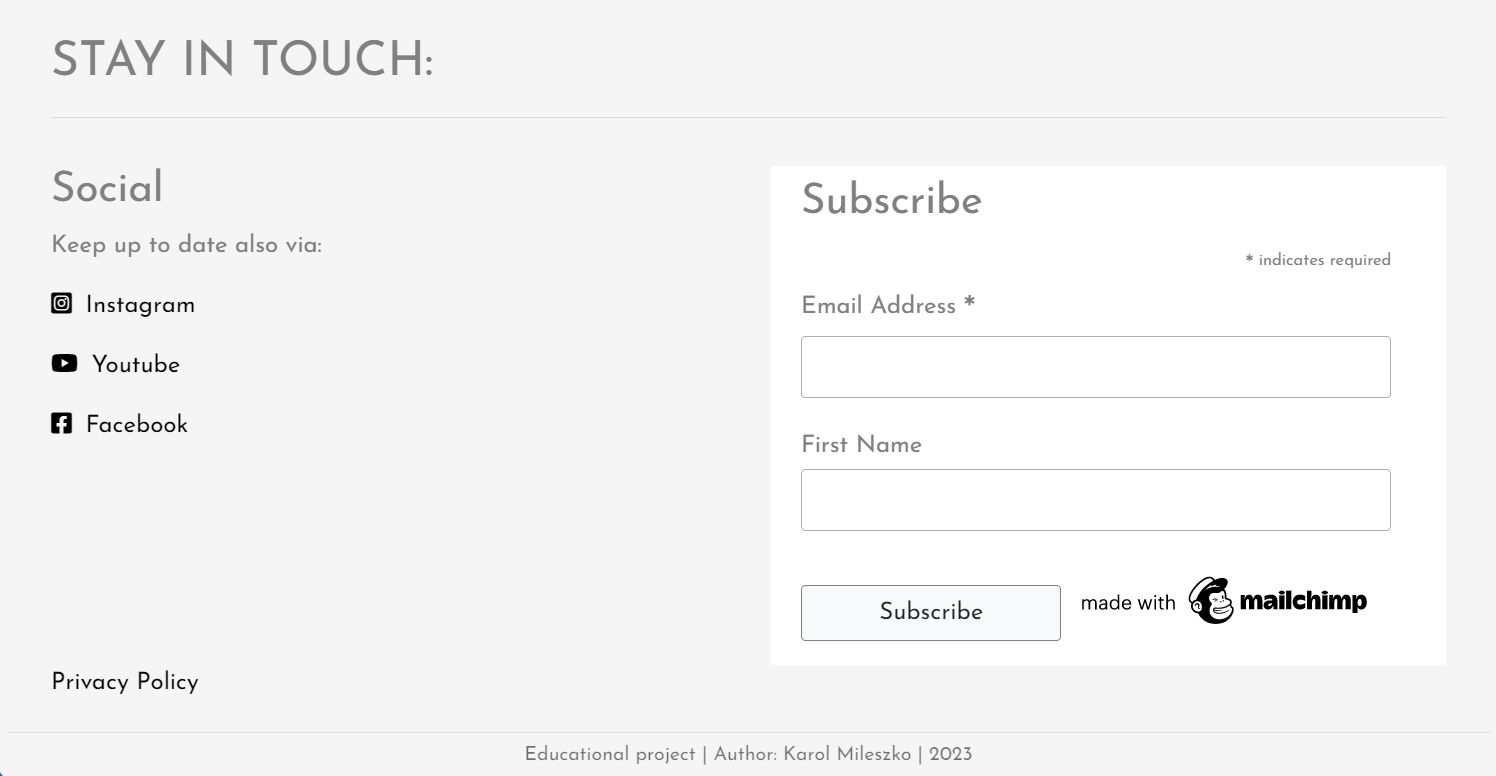 STAY IN TOUCH:
Social
Keep up to date also via:
Instagram
Youtube
Facebook
Subscribe
* indicates required
Email Address *
First Name
Subscribe
made with mailchimp
Privacy Policy
Educational project | Author: Karol Mileszko | 2023